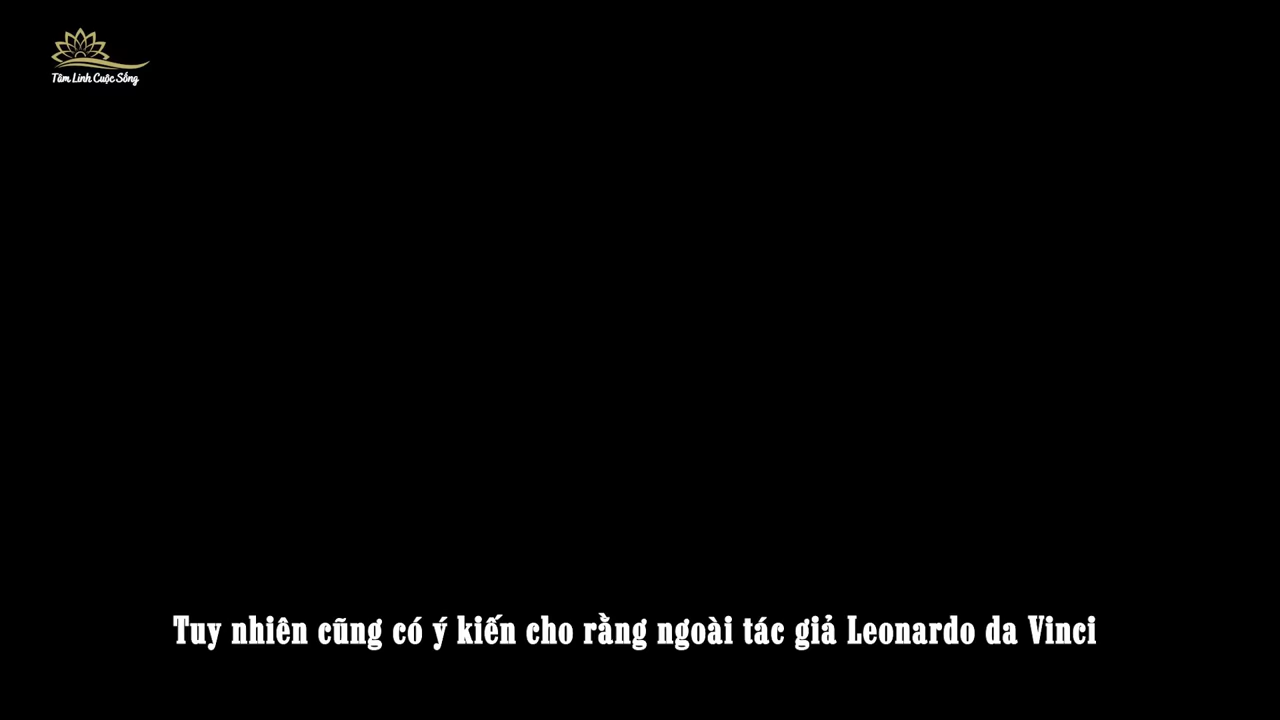 Tâm Linh Cuộc Sống
Tuy nhiên cũng có ý kiến cho rằng ngoài tác giả Leonardo da Vinci